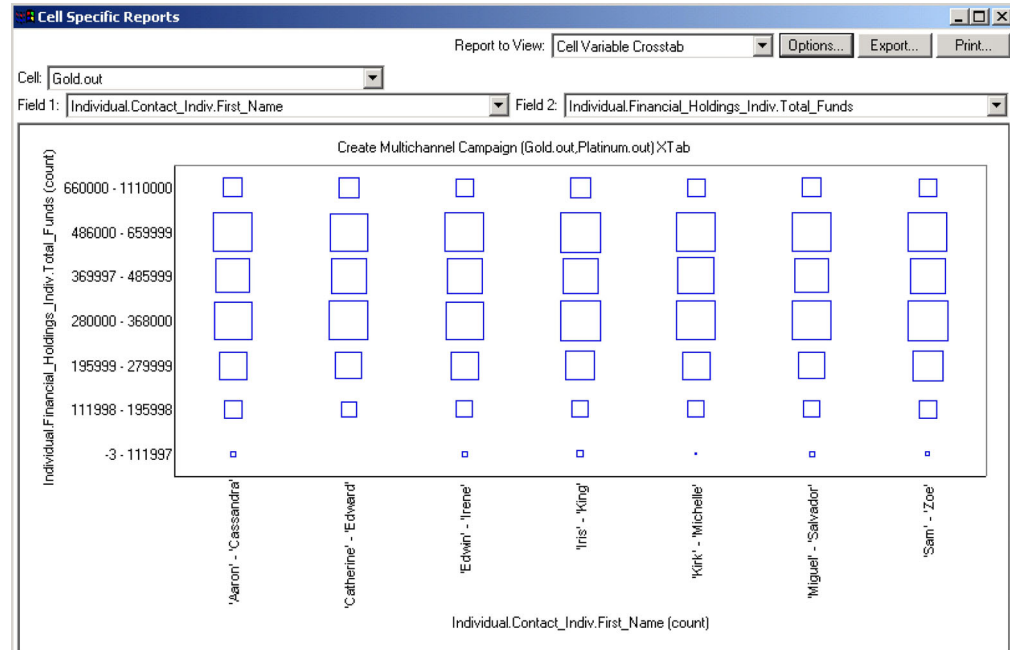 Cell Specific Reports
Report to View: Cell Variable Crosstab Options... Export... Print...
Cell: Gold.out
Field 1: Individual.Contact_Indiv.First_Name Field 2: Individual.Financial_Holdings_Indiv.Total_Funds
Create Multichannel Campaign (Gold.out,Platinum.out) XTab
Individual.Financial_Holdings_Indiv.Total_Funds (count)
660000 - 1110000
486000 - 659999
369997 - 485999
280000 - 368000
195999 - 279999
111998 - 195998
-3 - 111997
'Aaron' - 'Cassandra'
'Catherine' - 'Edward'
'Edwin' - 'Irene'
'Iris' - 'King'
'Kirk' - 'Michelle'
'Miguel' - 'Salvador'
'Sam' - 'Zoe'
Individual.Contact_Indiv.First_Name (count)